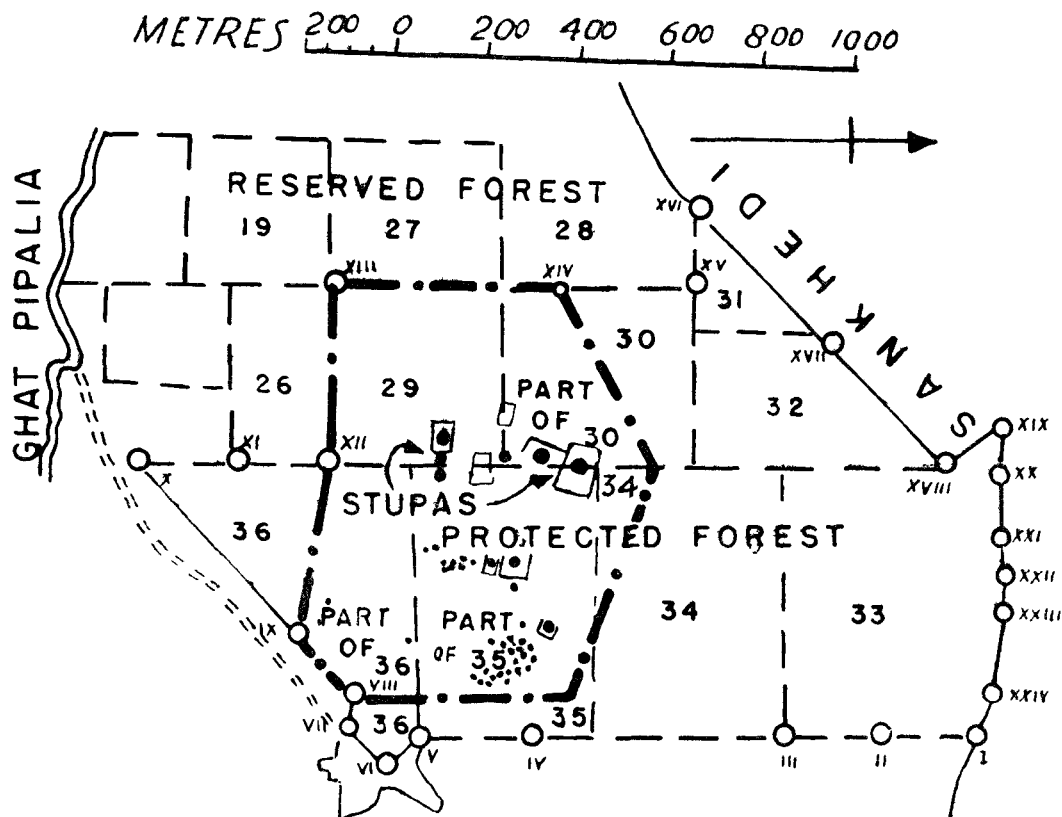 METRES 200 0 200 400 600 800 1000
GHAT PIPALIA
RESERVED FOREST
19 27 28
XVI
SANKHEDI
XIII XIV XV
31
30
XVII
26 29 PART
OF
30
32
XIX
X XI XII
XVIII XX
STUPAS
34
36
PROTECTED FOREST
XXI
XXII
XXIII
34 33
IX
PART
OF
36
PART
OF 35
VIII
XXIV
VII
36
35
VI V IV III II I